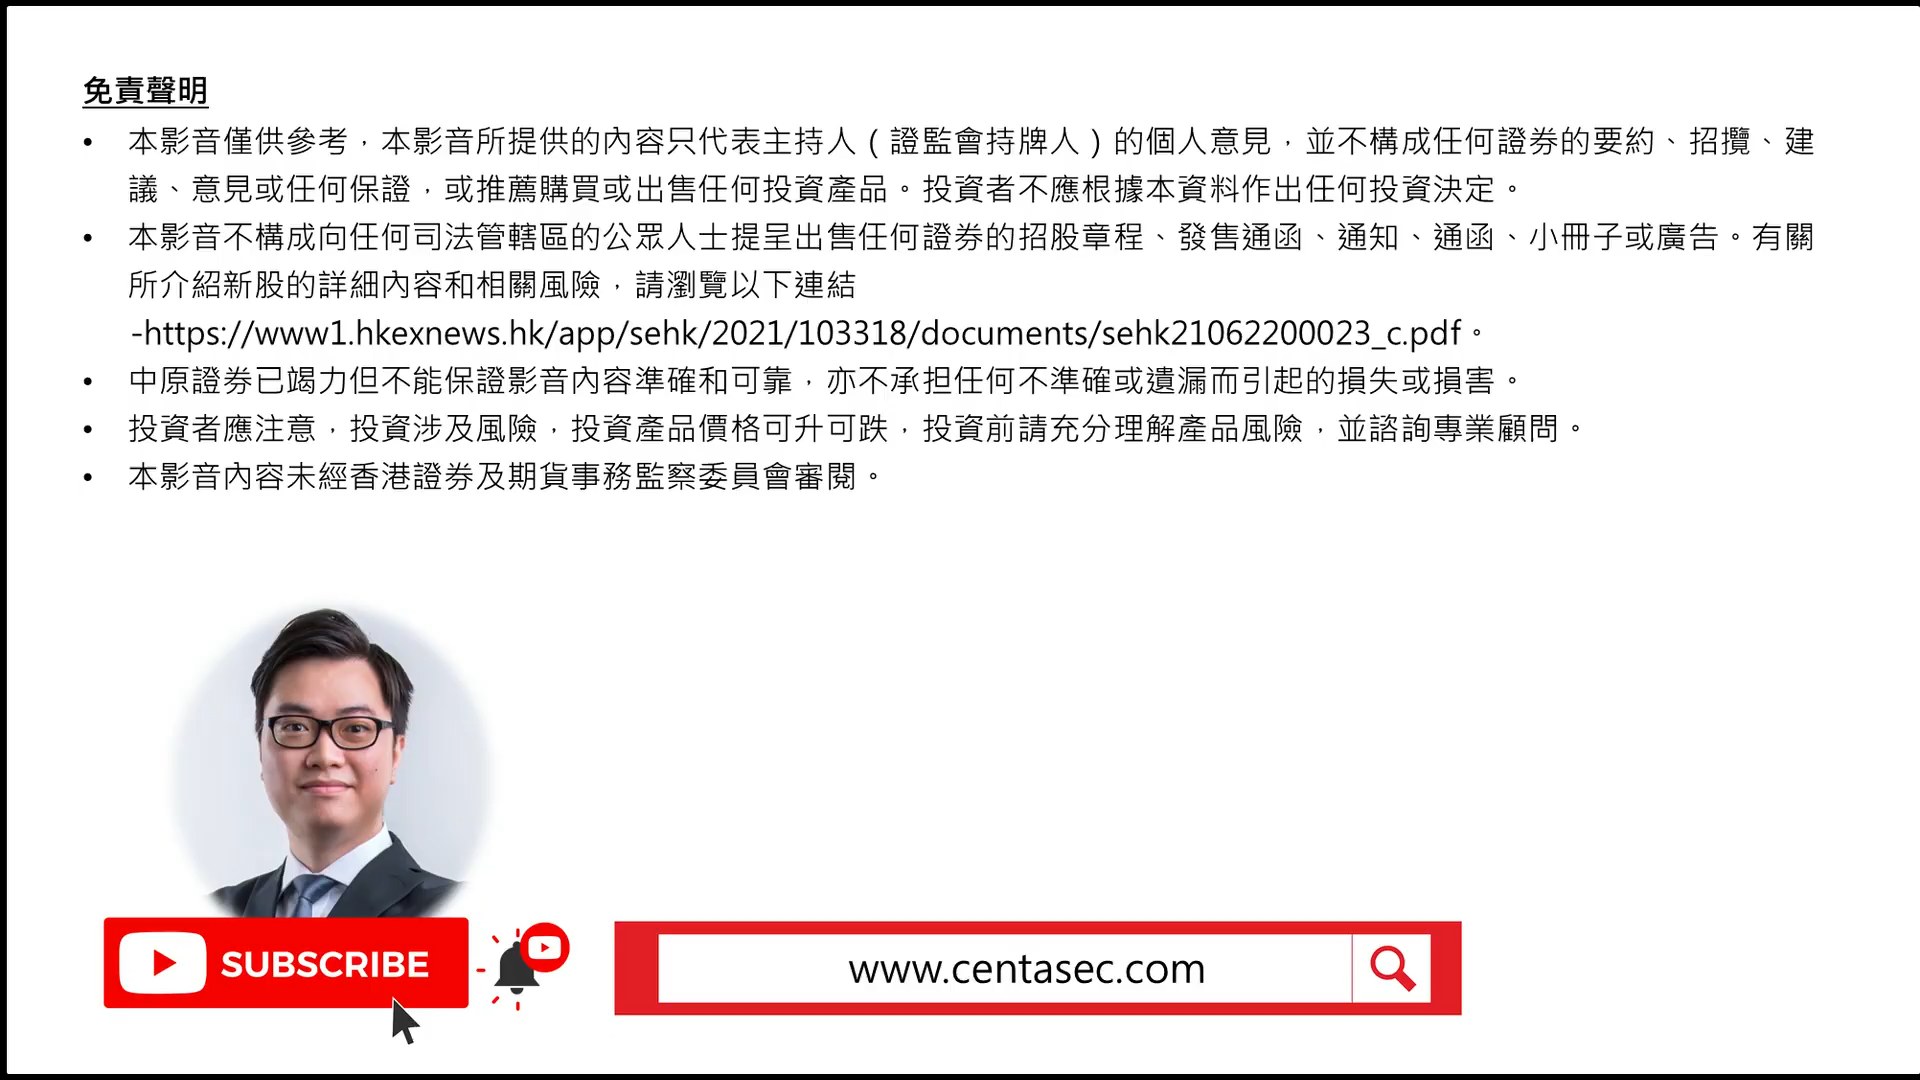 免責聲明
• 本影音僅供參考，本影音所提供的內容只代表主持人（證監會持牌人）的個人意見，並不構成任何證券的要約、招攬、建
議、意見或任何保證，或推薦購買或出售任何投資產品。投資者不應根據本資料作出任何投資決定。
• 本影音不構成向任何司法管轄區的公眾人士提呈出售任何證券的招股章程、發售通函、通知、通函、小冊子或廣告。有關
所介紹新股的詳細內容和相關風險，請瀏覽以下連結
-https://www1.hkexnews.hk/app/sehk/2021/103318/documents/sehk21062200023_c.pdf。
• 中原證券已竭力但不能保證影音內容準確和可靠，亦不承担任何不準確或遺漏而引起的損失或損害。
• 投資者應注意，投資涉及風險，投資產品價格可升可跌，投資前請充分理解產品風險，並諮詢專業顧問。
• 本影音內容未經香港證券及期貨事務監察委員會審閱。
SUBSCRIBE
www.centasec.com